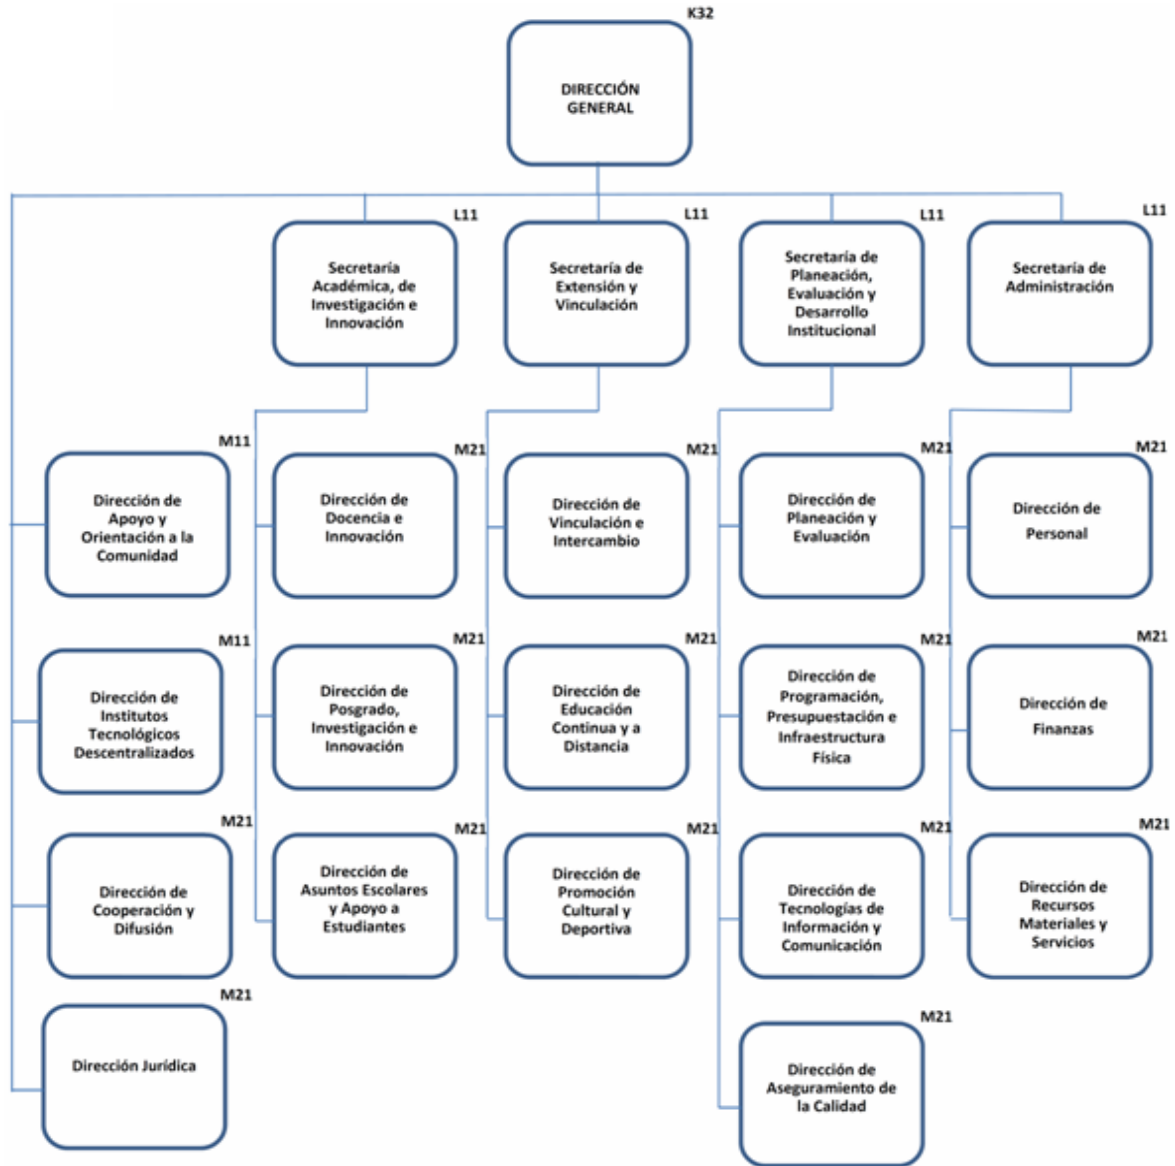 K32
DIRECCIÓN
GENERAL
L11
Secretaría
Académica, de
Investigación e
Innovación
L11
Secretaría de
Extensión y
Vinculación
L11
Secretaría de
Planeación,
Evaluación y
Desarrollo
Institucional
L11
Secretaría de
Administración
M11
Dirección de
Apoyo y
Orientación a la
Comunidad
M21
Dirección de
Docencia e
Innovación
M21
Dirección de
Vinculación e
Intercambio
M21
Dirección de
Planeación y
Evaluación
M21
Dirección de
Personal
M11
Dirección de
Institutos
Tecnológicos
Descentralizados
M21
Dirección de
Posgrado,
Investigación e
Innovación
M21
Dirección de
Educación
Continua y a
Distancia
M21
Dirección de
Programación,
Presupuestación e
Infraestructura
Física
M21
Dirección de
Finanzas
M21
Dirección de
Cooperación y
Difusión
M21
Dirección de
Asuntos Escolares
y Apoyo a
Estudiantes
M21
Dirección de
Promoción
Cultural y
Deportiva
M21
Dirección de
Tecnologías de
Información y
Comunicación
M21
Dirección de
Recursos
Materiales y
Servicios
M21
Dirección Jurídica
M21
Dirección de
Aseguramiento de
la Calidad